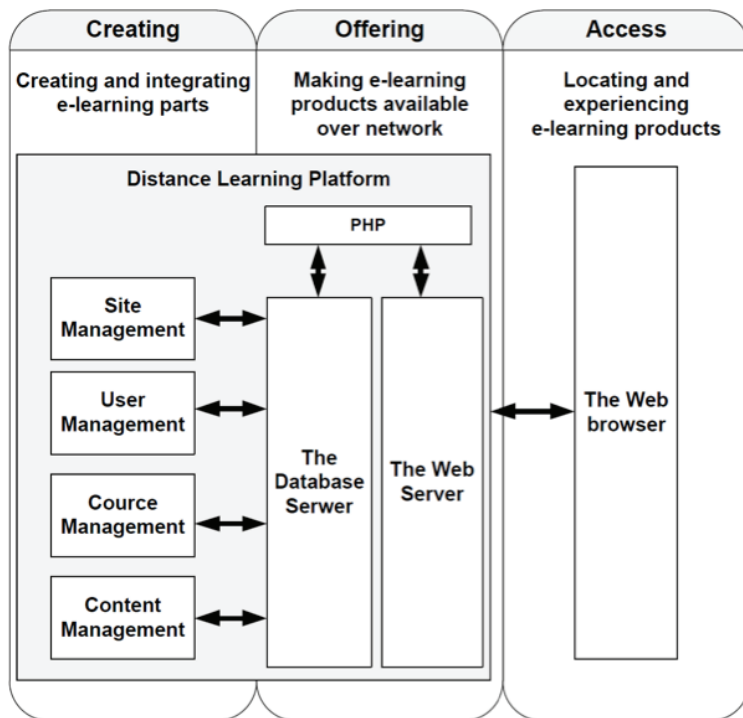 Creating
Offering
Access
Creating and integrating
e-learning parts
Making e-learning
products available
over network
Locating and
experiencing
e-learning products
Distance Learning Platform
PHP
Site
Management
User
Management
Cource
Management
Content
Management
The
Database
Serwer
The Web
Server
The Web
browser